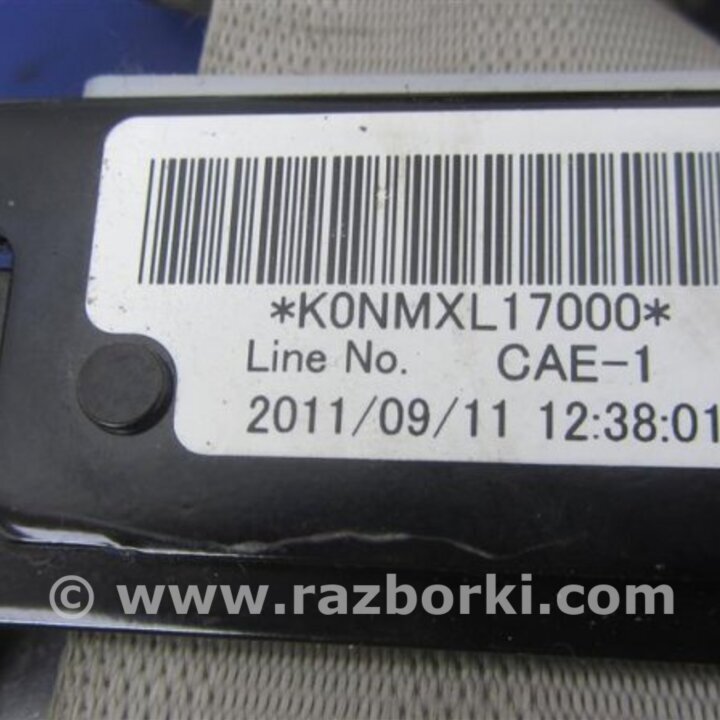 *K0NMXL17000*
Line No. CAE-1
2011/09/11 12:38:01
© www.razborki.com